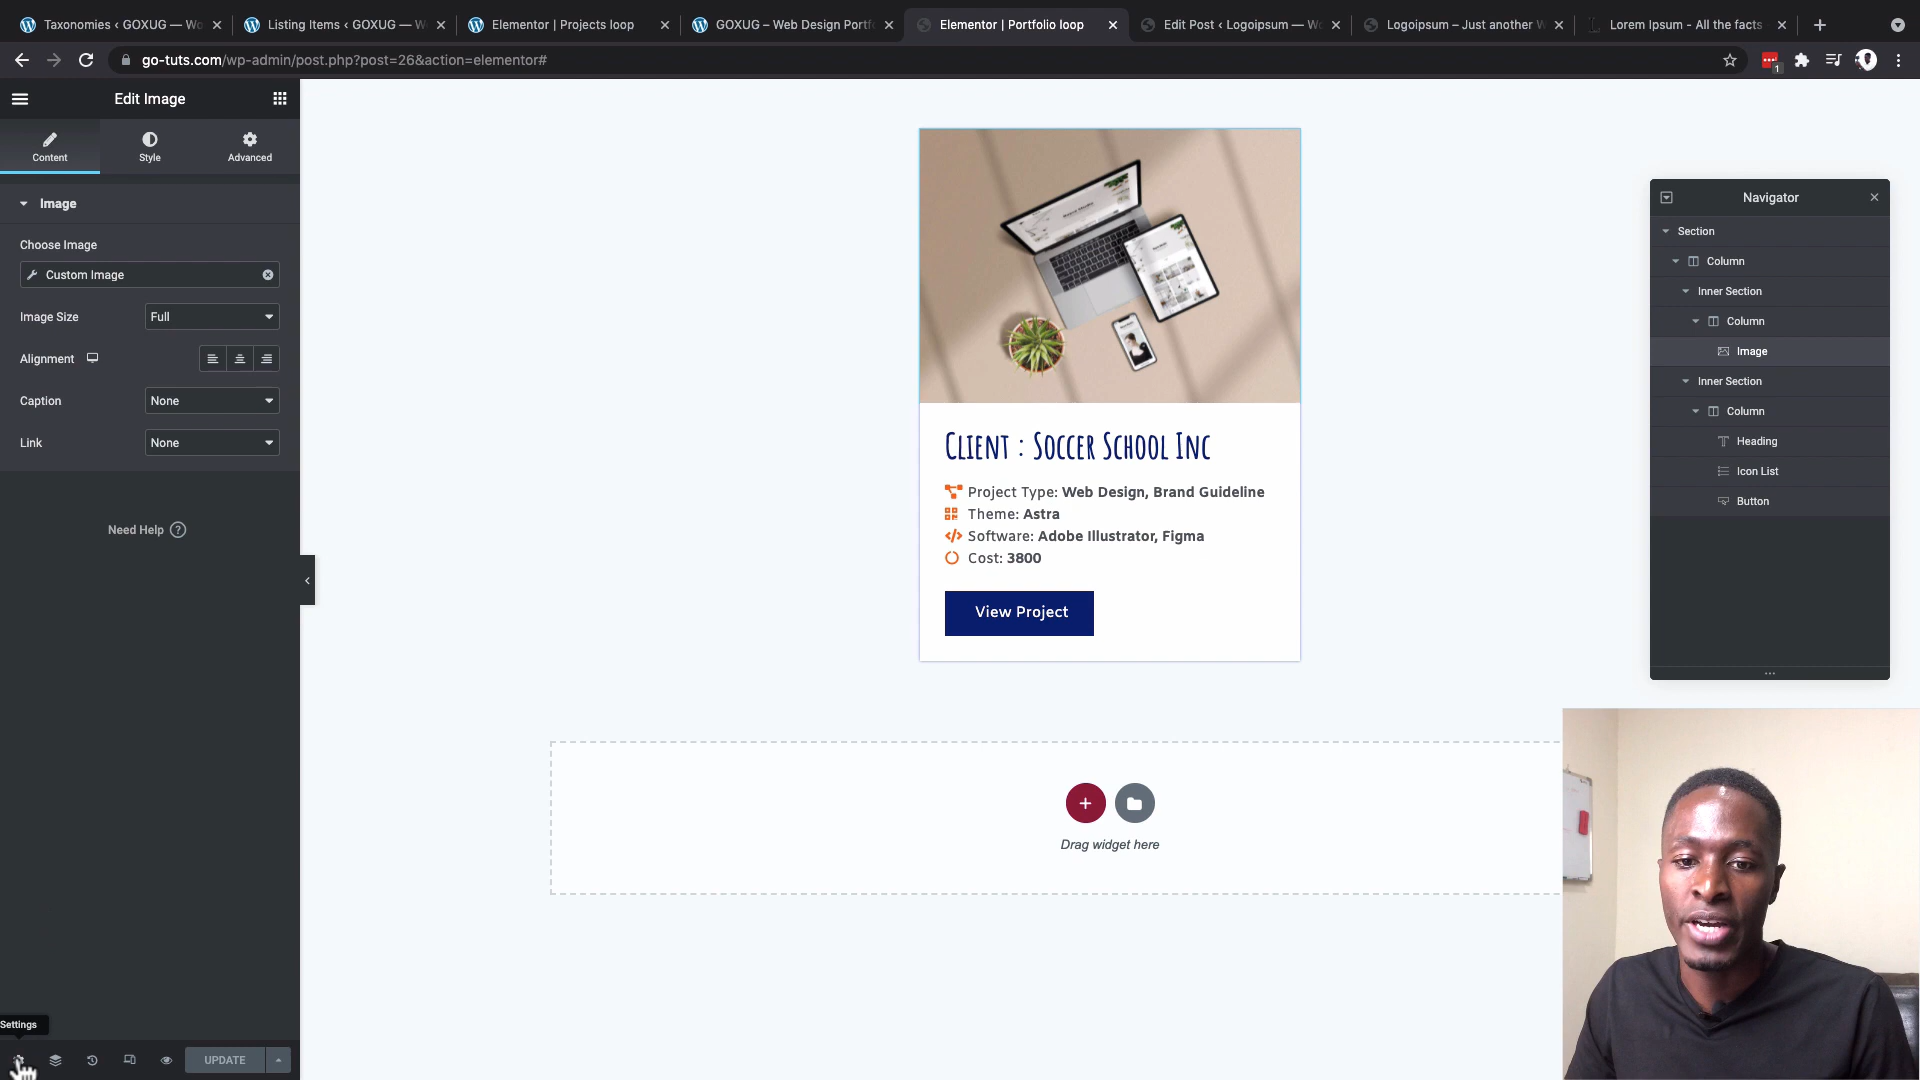 Taxonomies ‹ GOXUG — Wo
Listing Items ‹ GOXUG — W
Elementor | Projects loop
GOXUG – Web Design Portf
Elementor | Portfolio loop
Edit Post ‹ Logoipsum — Wo
Logoipsum – Just another W
Lorem Ipsum - All the facts
go-tuts.com/wp-admin/post.php?post=26&action=elementor#
1
Edit Image
Content
Style
Advanced
Image
Choose Image
Custom Image
Image Size
Full
Alignment
Caption
None
Link
None
Need Help
Settings
UPDATE
Client : Soccer School Inc
Project Type: Web Design, Brand Guideline
Theme: Astra
Software: Adobe Illustrator, Figma
Cost: 3800
View Project
Drag widget here
Navigator
Section
Column
Inner Section
Column
Image
Inner Section
Column
Heading
Icon List
Button